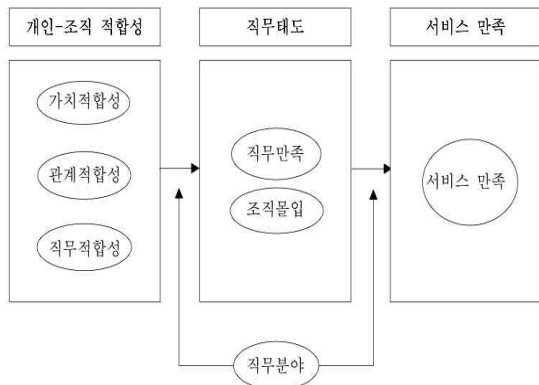 개인-조직 적합성
직무태도
서비스 만족
가치적합성
관계적합성
직무적합성
직무만족
조직몰입
서비스 만족
직무분야